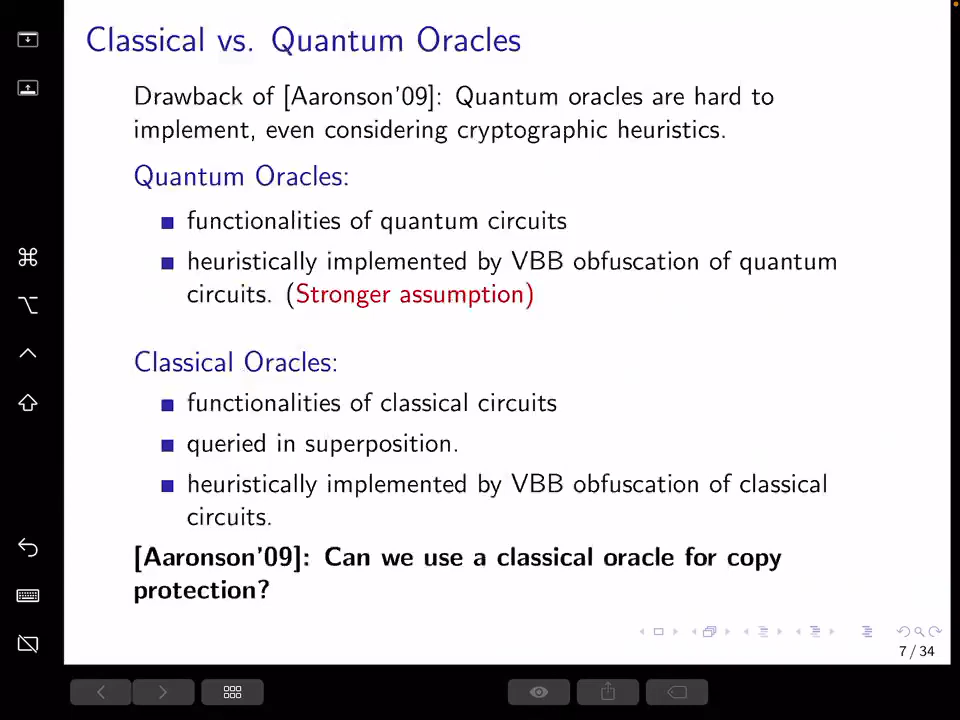 Classical vs. Quantum Oracles
Drawback of [Aaronson'09]: Quantum oracles are hard to
implement, even considering cryptographic heuristics.
Quantum Oracles:
functionalities of quantum circuits
heuristically implemented by VBB obfuscation of quantum
circuits. (Stronger assumption)
Classical Oracles:
functionalities of classical circuits
queried in superposition.
heuristically implemented by VBB obfuscation of classical
circuits.
[Aaronson'09]: Can we use a classical oracle for copy
protection?
7 / 34